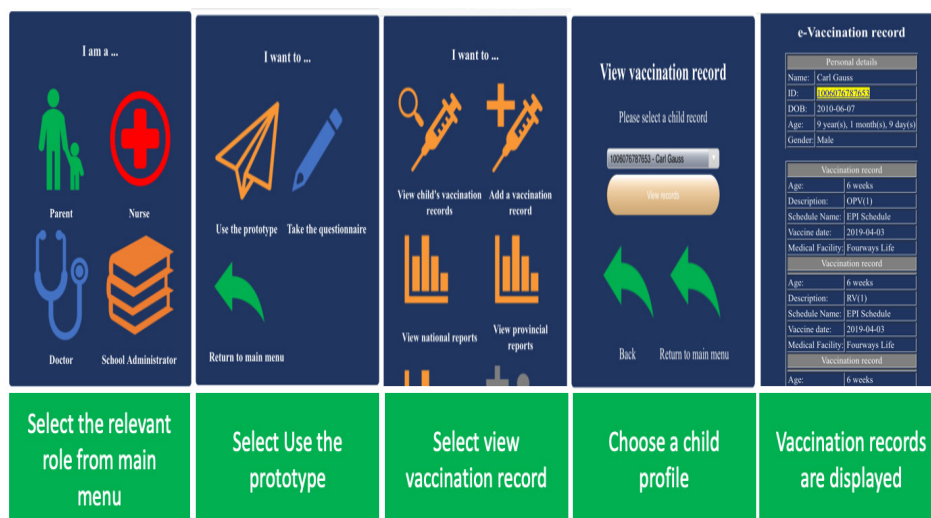 I am a ...
Parent
Nurse
Doctor
School Administrator
I want to ...
Use the prototype
Take the questionnaire
Return to main menu
I want to ...
View child's vaccination
records
Add a vaccination
record
View national reports
View provincial
reports
View vaccination record
Please select a child record
1006076787653 - Carl Gauss
View records
Back
Return to main menu
e-Vaccination record
Personal details
Name: Carl Gauss
ID: 1006076787653
DOB: 2010-06-07
Age: 9 year(s), 1 month(s), 9 day(s)
Gender: Male
Vaccination record
Age: 6 weeks
Description: OPV(1)
Schedule Name: EPI Schedule
Vaccine date: 2019-04-03
Medical Facility: Fourways Life
Vaccination record
Age: 6 weeks
Description: RV(1)
Schedule Name: EPI Schedule
Vaccine date: 2019-04-03
Medical Facility: Fourways Life
Vaccination record
Age: 6 weeks
Select the relevant
role from main
menu
Select Use the
prototype
Select view
vaccination record
Choose a child
profile
Vaccination records
are displayed